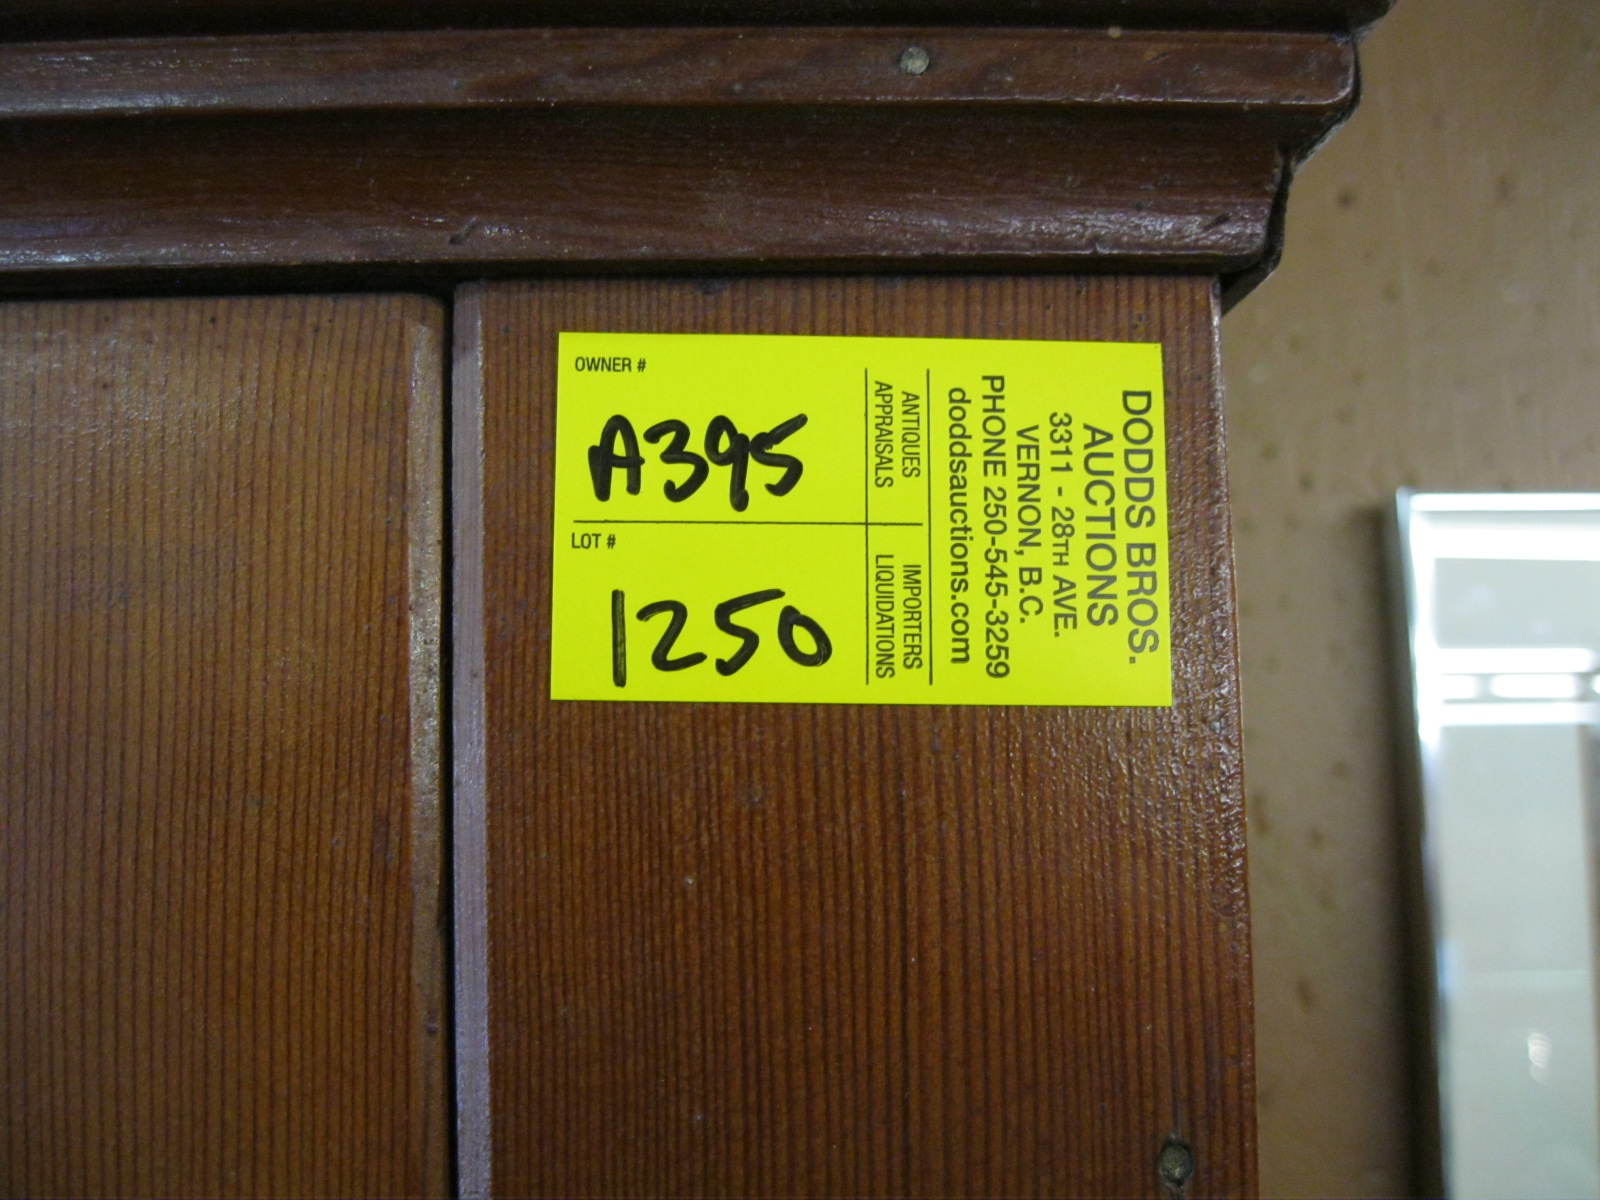 OWNER #
A395
LOT #
1250
DODDS BROS.
AUCTIONS
3311 - 28TH AVE.
VERNON, B.C.
PHONE 250-545-3259
doddsauctions.com
ANTIQUES IMPORTERS
APPRAISALS LIQUIDATIONS